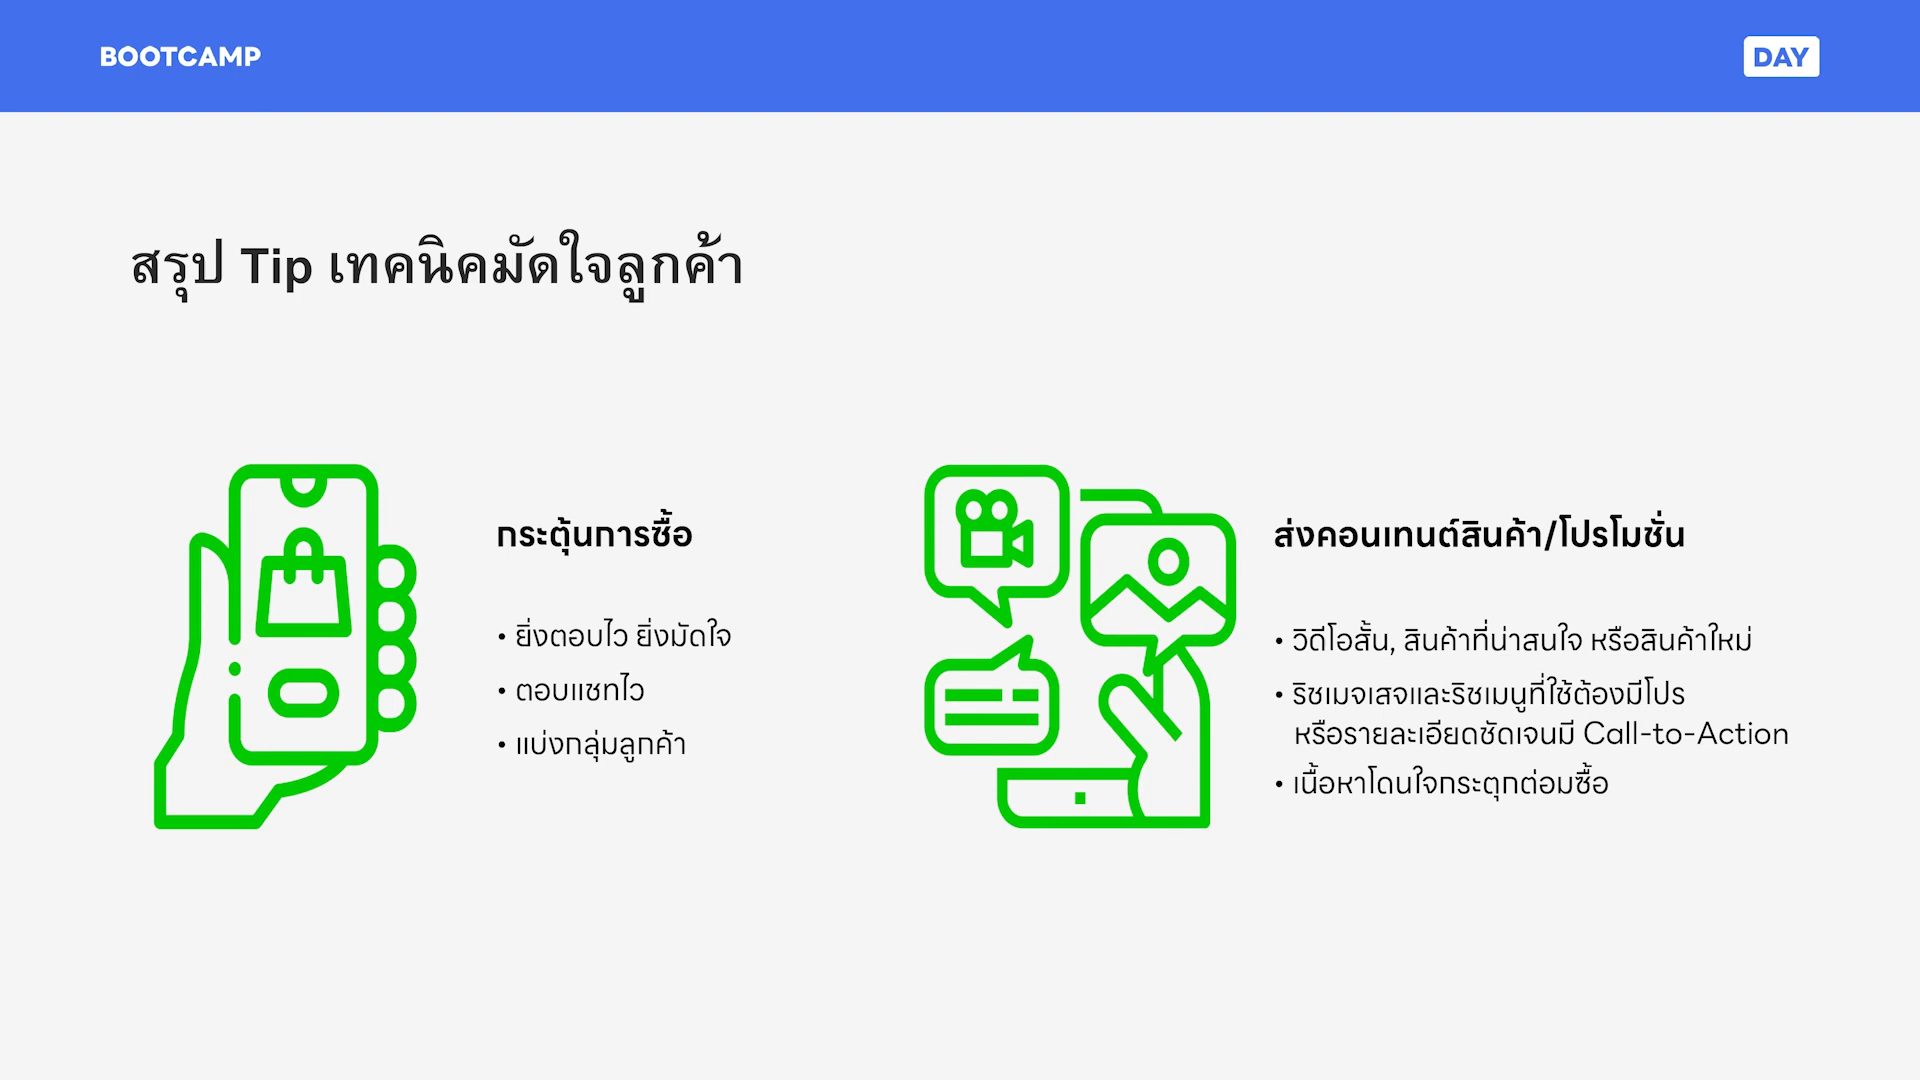 BOOTCAMP
DAY
สรุป Tip เทคนิคมัดใจลูกค้า
กระตุ้นการซื้อ
• ยิ่งตอบไว ยิ่งมัดใจ
• ตอบแชทไว
• แบ่งกลุ่มลูกค้า
ส่งคอนเทนต์สินค้า/โปรโมชั่น
• วิดีโอสั้น, สินค้าที่น่าสนใจ หรือสินค้าใหม่
• ริชเมจเสจและริชเมนูที่ใช้ต้องมีโปร
หรือรายละเอียดชัดเจนมี Call-to-Action
• เนื้อหาโดนใจกระตุกต่อมซื้อ